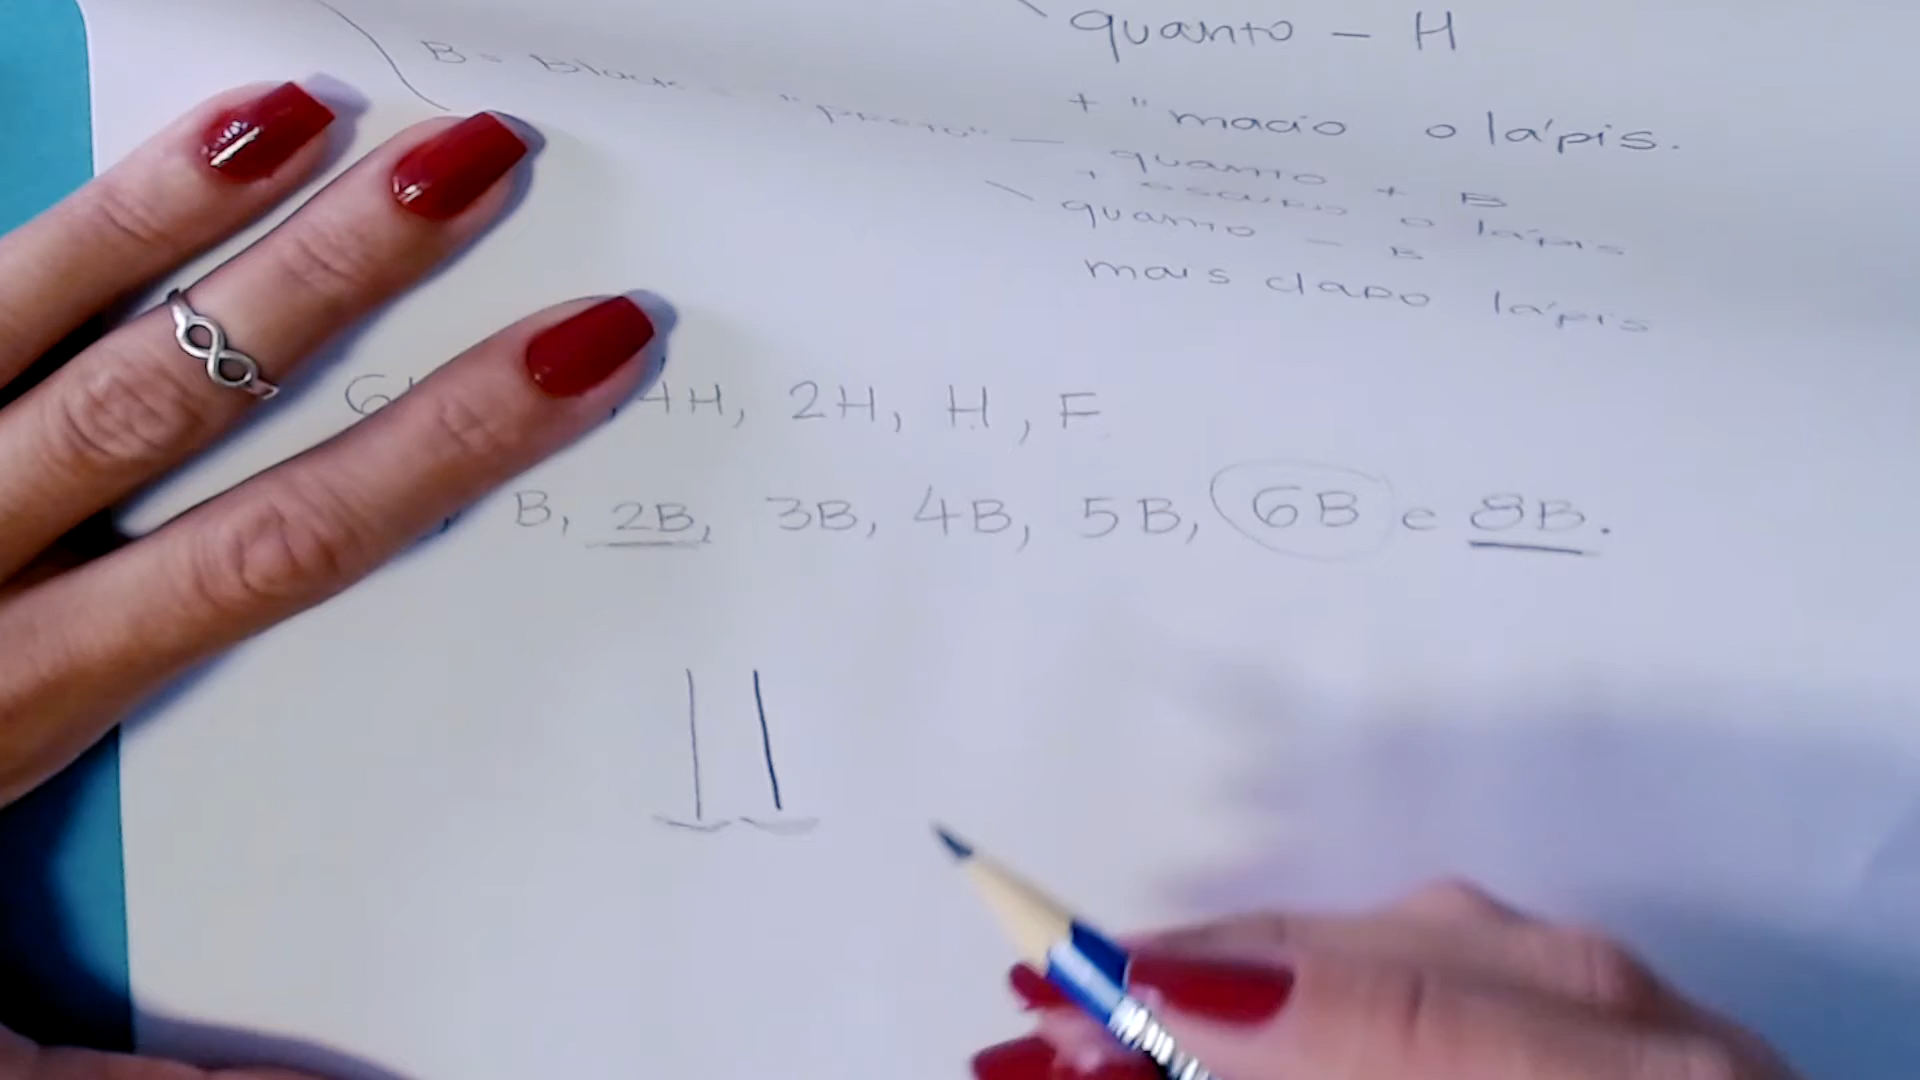 quanto - H
+ "macio o lápis.
B = Black = "preto" - quanto + B
+ escuro o lápis
quanto - B
mais claro lápis
4H, 2H, H, F
B, 2B, 3B, 4B, 5B, 6B e 8B.